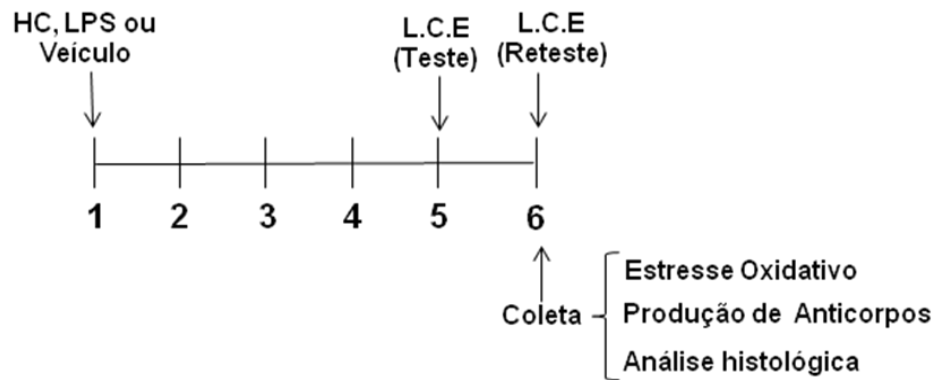 HC, LPS ou
Veículo
L.C.E
(Teste)
L.C.E
(Reteste)
1 2 3 4 5 6
Coleta
Estresse Oxidativo
Produção de Anticorpos
Análise histológica